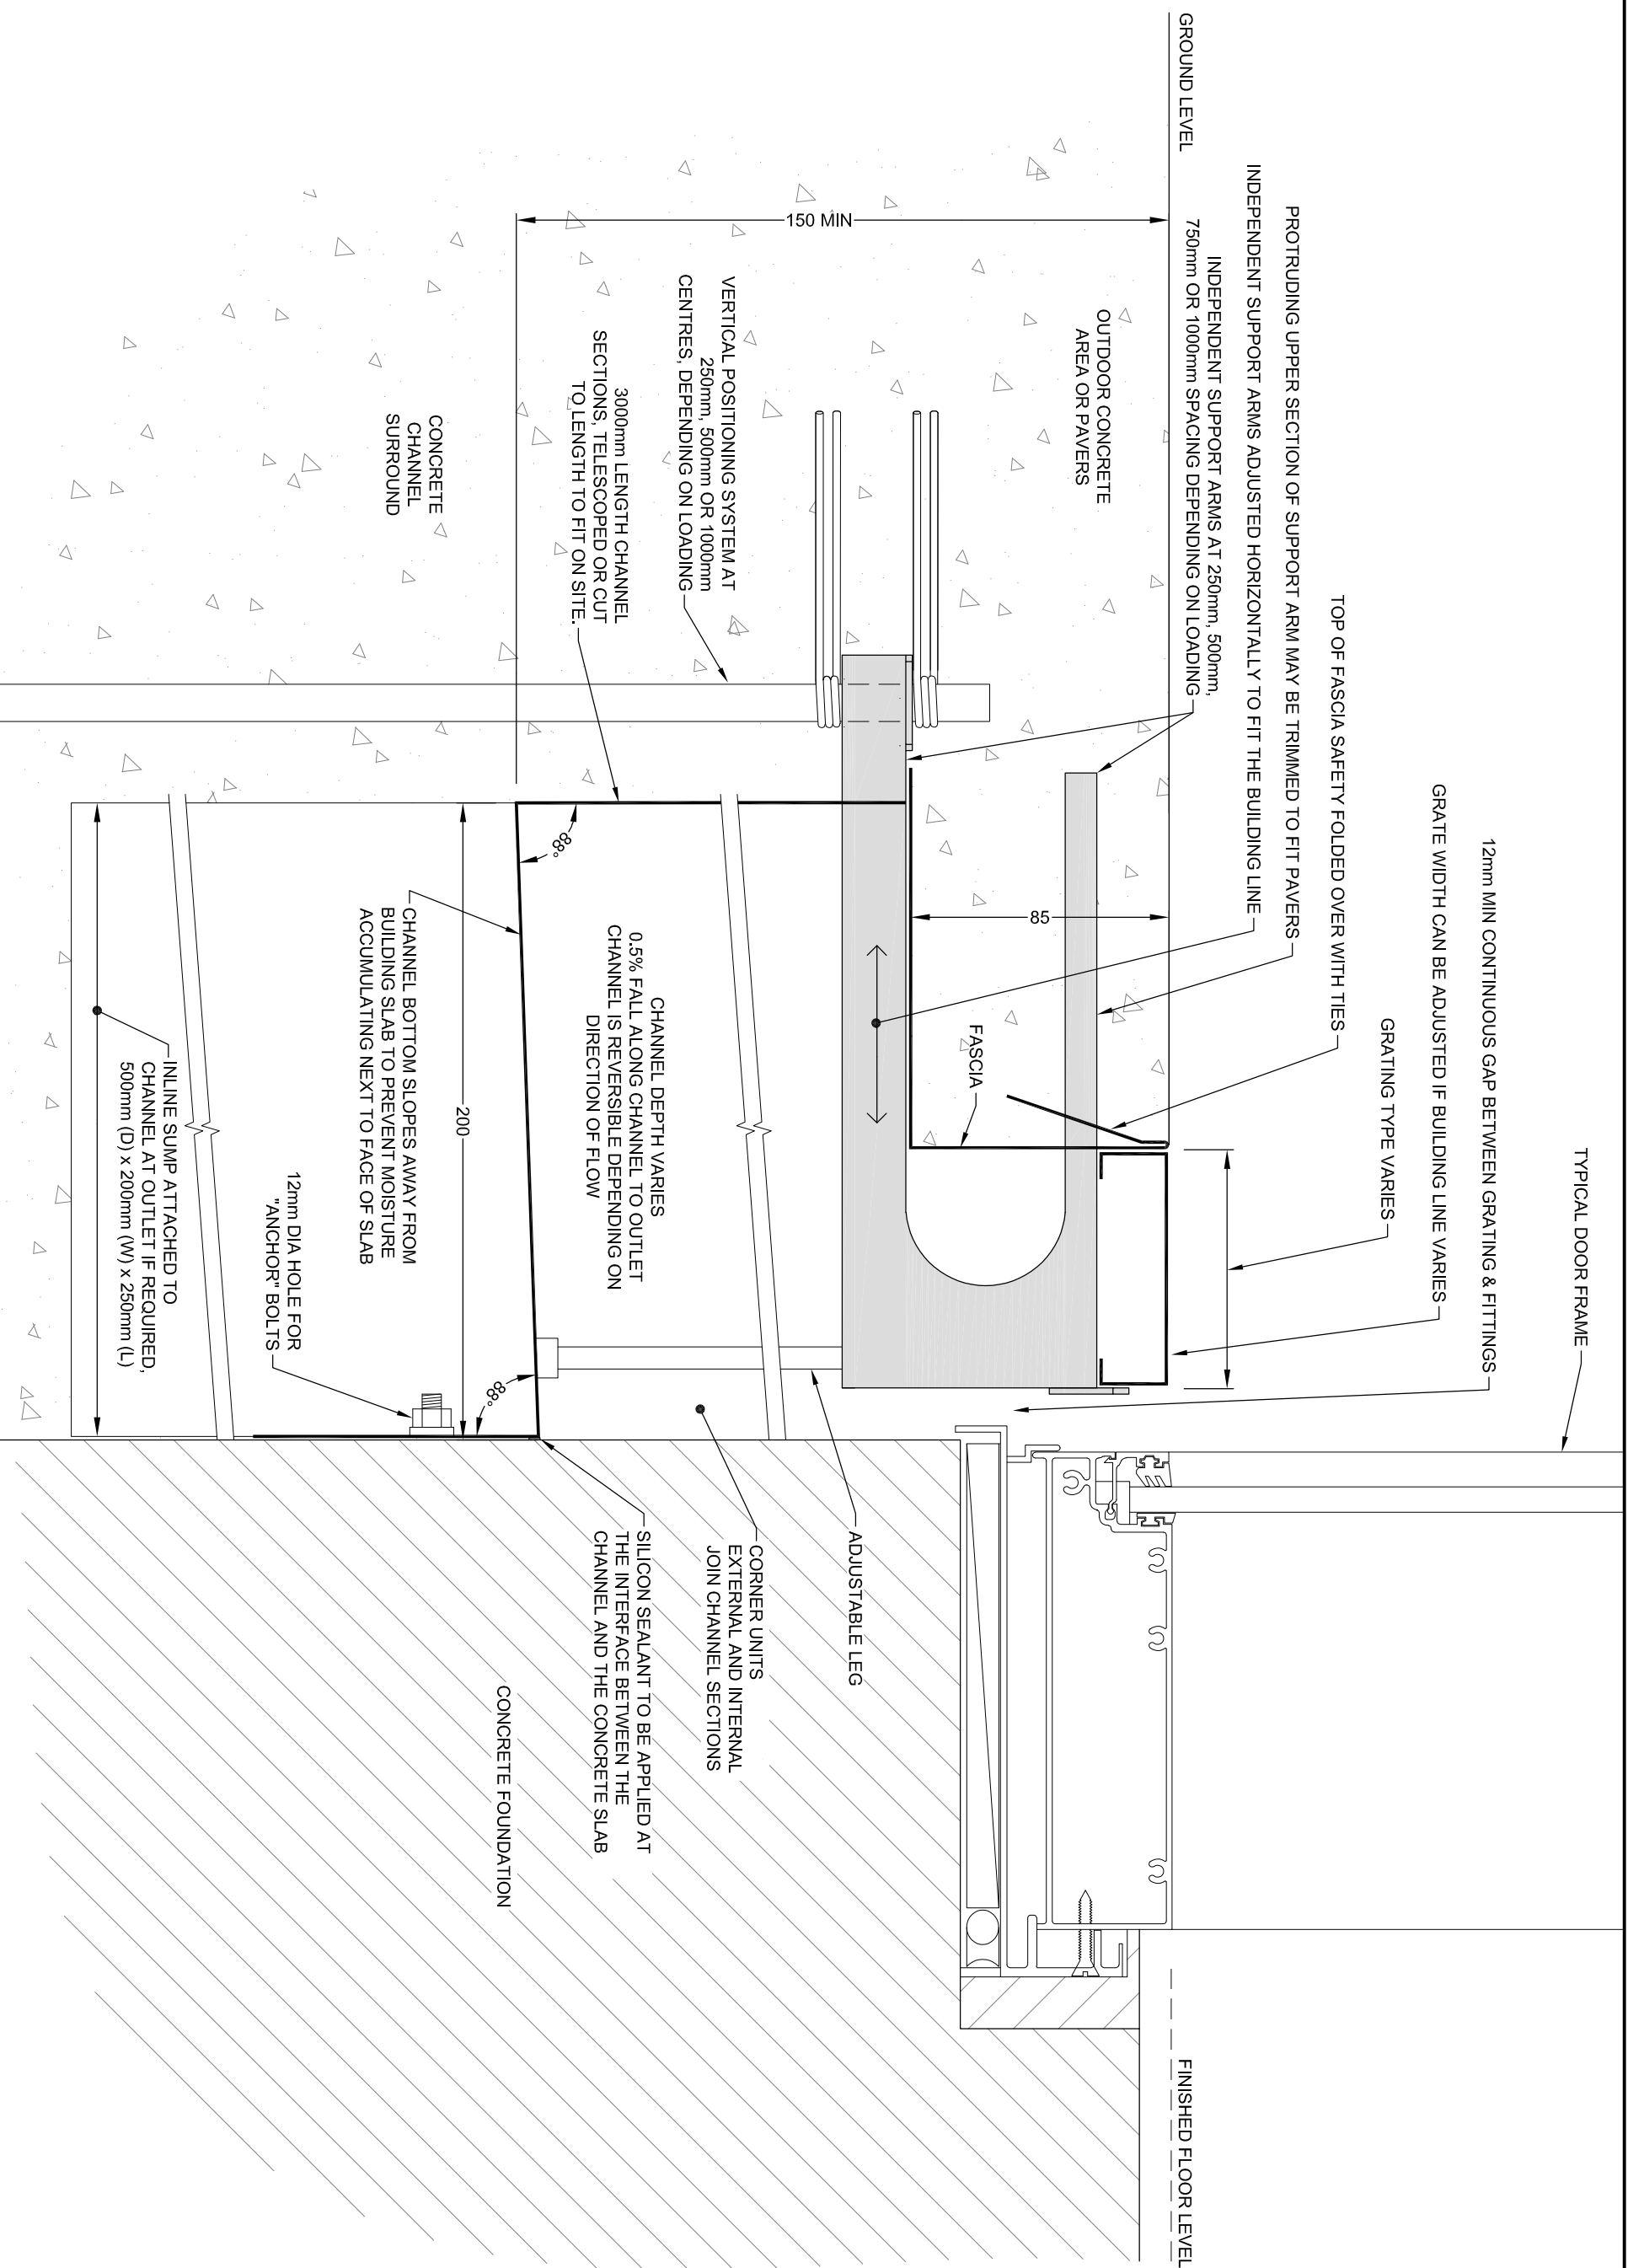 TYPICAL DOOR FRAME
12mm MIN CONTINUOUS GAP BETWEEN GRATING & FITTINGS
GRATE WIDTH CAN BE ADJUSTED IF BUILDING LINE VARIES
GRATING TYPE VARIES
TOP OF FASCIA SAFETY FOLDED OVER WITH TIES
PROTRUDING UPPER SECTION OF SUPPORT ARM MAY BE TRIMMED TO FIT PAVERS
INDEPENDENT SUPPORT ARMS ADJUSTED HORIZONTALLY TO FIT THE BUILDING LINE
INDEPENDENT SUPPORT ARMS AT 250mm, 500mm,
750mm OR 1000mm SPACING DEPENDING ON LOADING
GROUND LEVEL
FINISHED FLOOR LEVEL
OUTDOOR CONCRETE
AREA OR PAVERS
85
FASCIA
150 MIN
VERTICAL POSITIONING SYSTEM AT
250mm, 500mm OR 1000mm
CENTRES, DEPENDING ON LOADING
3000mm LENGTH CHANNEL
SECTIONS, TELESCOPED OR CUT
TO LENGTH TO FIT ON SITE.
CONCRETE
CHANNEL
SURROUND
88°
CHANNEL DEPTH VARIES
0.5% FALL ALONG CHANNEL TO OUTLET
CHANNEL IS REVERSIBLE DEPENDING ON
DIRECTION OF FLOW
ADJUSTABLE LEG
CORNER UNITS
EXTERNAL AND INTERNAL
JOIN CHANNEL SECTIONS
SILICON SEALANT TO BE APPLIED AT
THE INTERFACE BETWEEN THE
CHANNEL AND THE CONCRETE SLAB
CONCRETE FOUNDATION
88°
200
CHANNEL BOTTOM SLOPES AWAY FROM
BUILDING SLAB TO PREVENT MOISTURE
ACCUMULATING NEXT TO FACE OF SLAB
12mm DIA HOLE FOR
"ANCHOR" BOLTS
INLINE SUMP ATTACHED TO
CHANNEL AT OUTLET IF REQUIRED,
500mm (D) x 200mm (W) x 250mm (L)